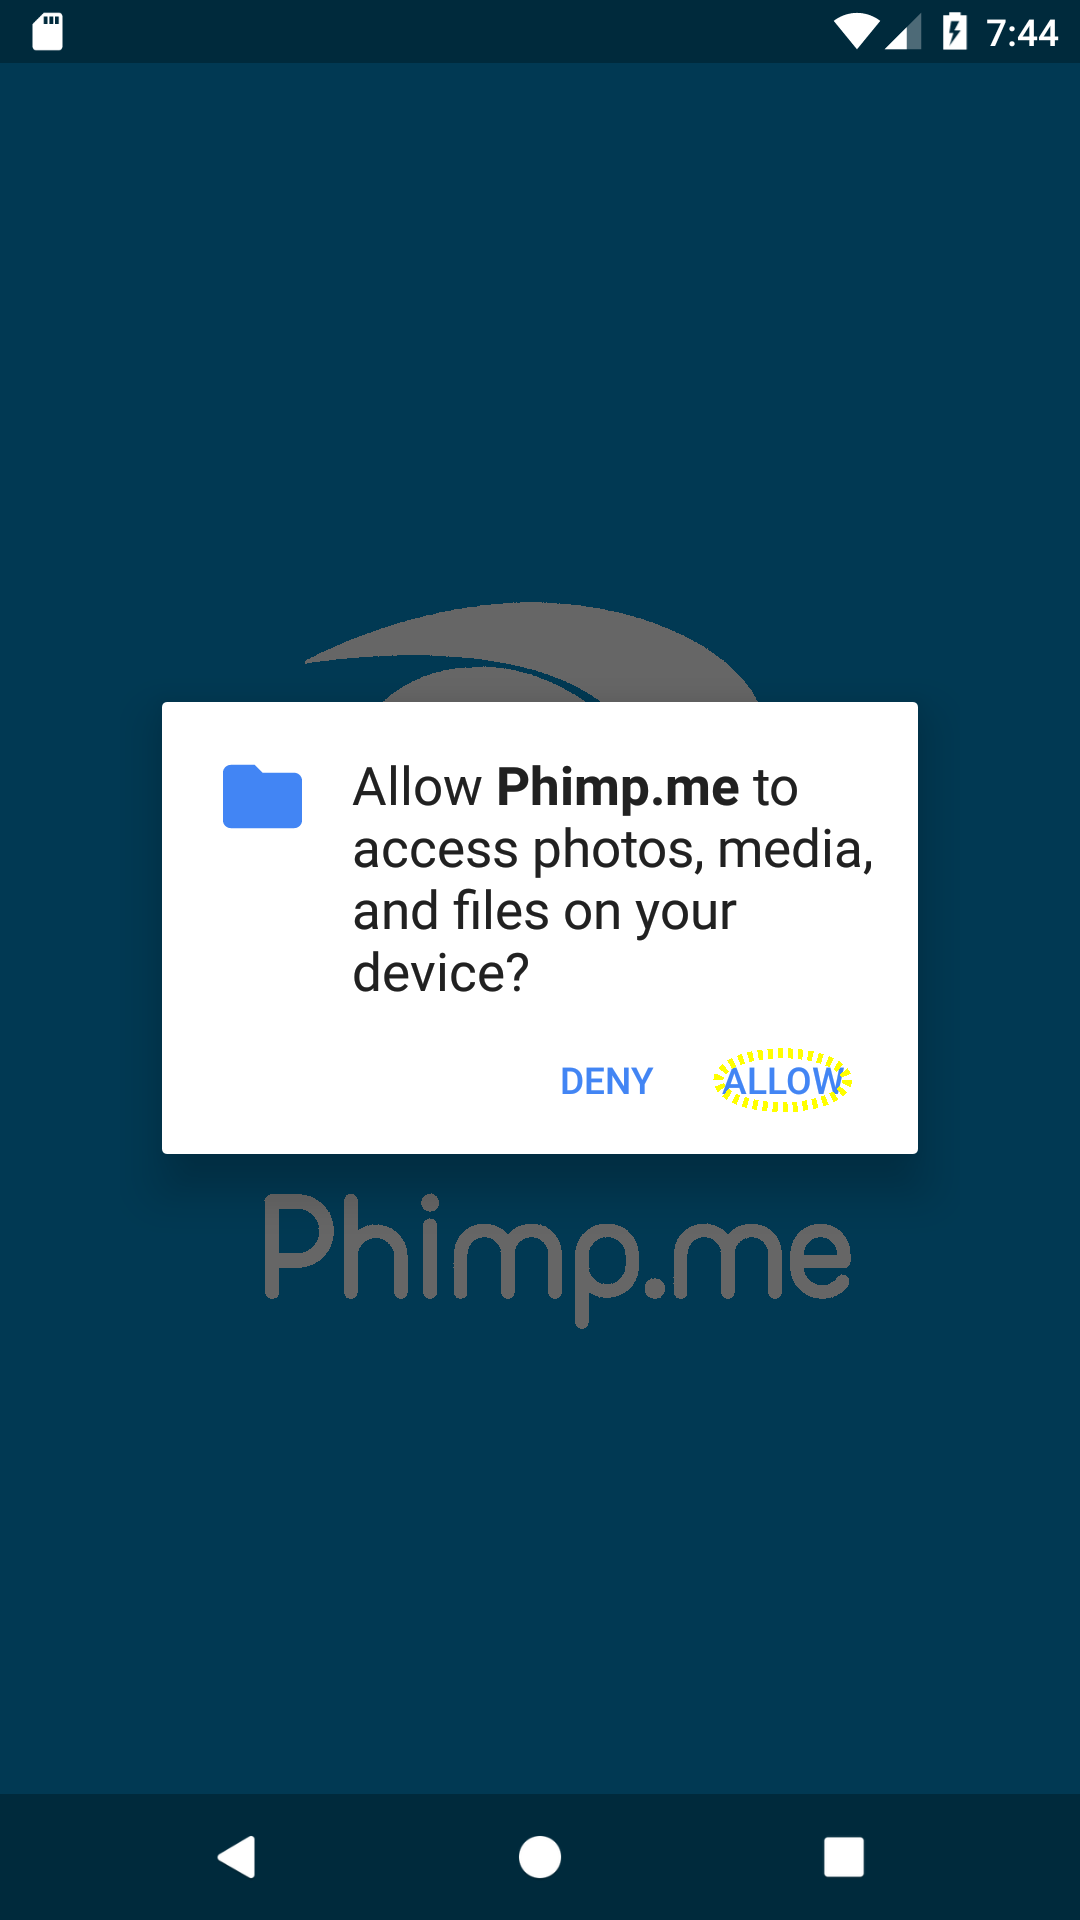 7:44
Allow Phimp.me to
access photos, media,
and files on your
device?
DENY ALLOW
Phimp.me